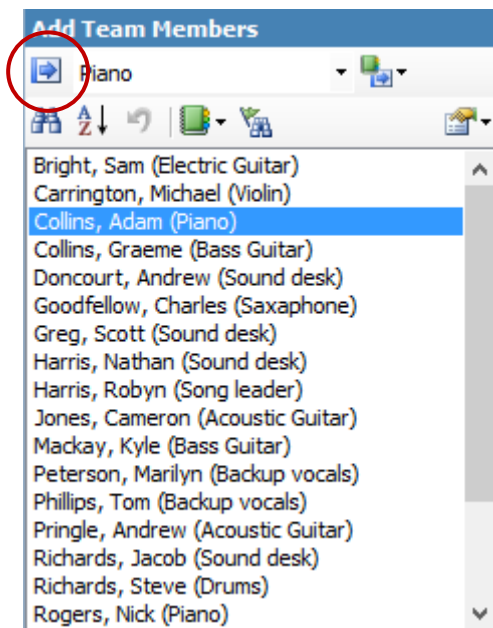 Add Team Members
Piano
Bright, Sam (Electric Guitar)
Carrington, Michael (Violin)
Collins, Adam (Piano)
Collins, Graeme (Bass Guitar)
Doncourt, Andrew (Sound desk)
Goodfellow, Charles (Saxaphone)
Greg, Scott (Sound desk)
Harris, Nathan (Sound desk)
Harris, Robyn (Song leader)
Jones, Cameron (Acoustic Guitar)
Mackay, Kyle (Bass Guitar)
Peterson, Marilyn (Backup vocals)
Phillips, Tom (Backup vocals)
Pringle, Andrew (Acoustic Guitar)
Richards, Jacob (Sound desk)
Richards, Steve (Drums)
Rogers, Nick (Piano)